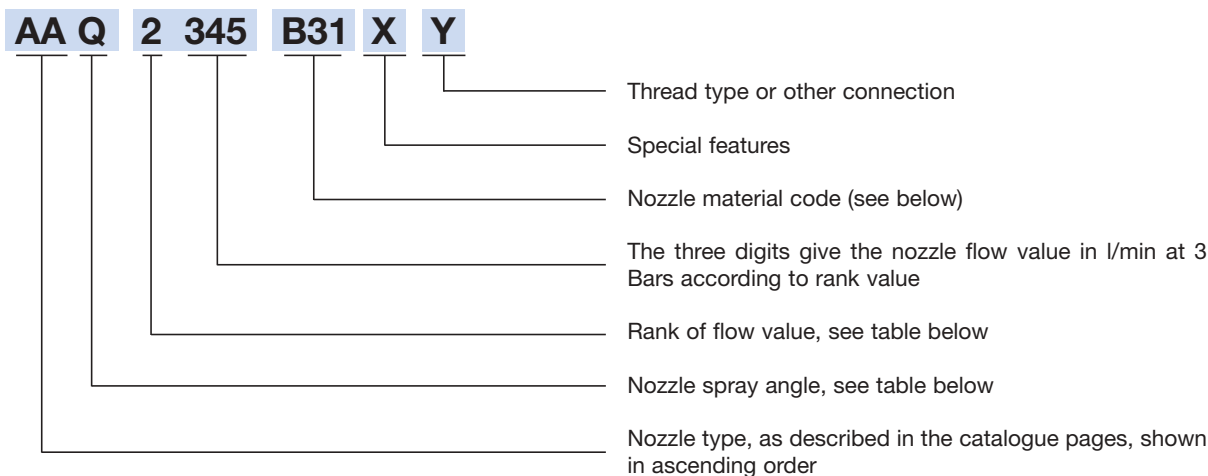 AA Q 2 345 B31 X Y
Thread type or other connection
Special features
Nozzle material code (see below)
The three digits give the nozzle flow value in l/min at 3
Bars according to rank value
Rank of flow value, see table below
Nozzle spray angle, see table below
Nozzle type, as described in the catalogue pages, shown
in ascending order